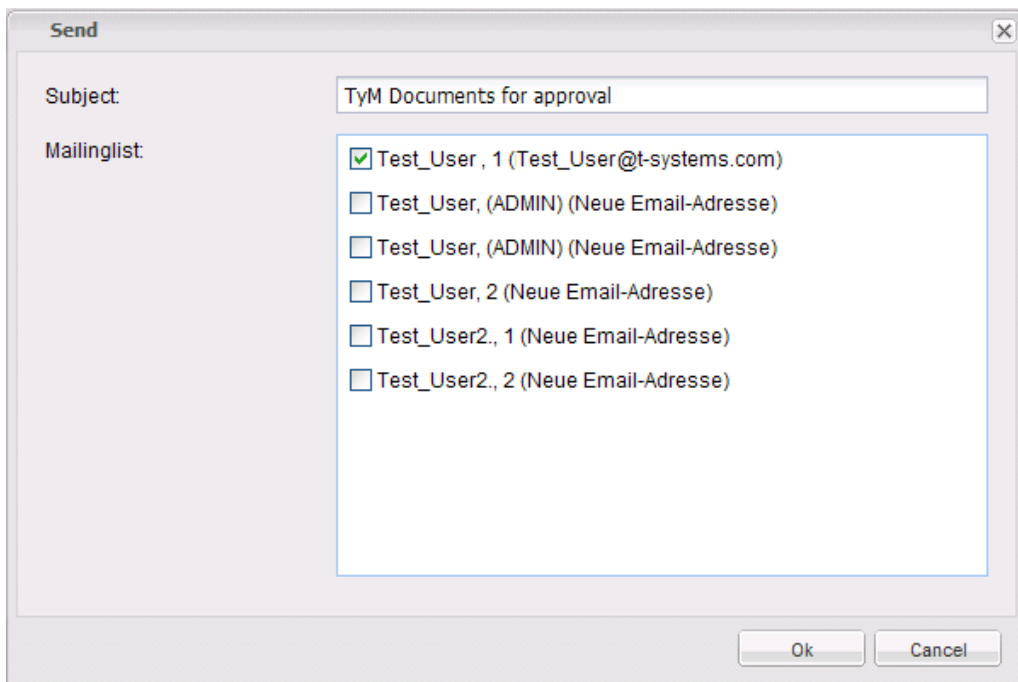 Send
Subject: TyM Documents for approval
Mailinglist:
Test_User , 1 (Test_User@t-systems.com)
Test_User, (ADMIN) (Neue Email-Adresse)
Test_User, (ADMIN) (Neue Email-Adresse)
Test_User, 2 (Neue Email-Adresse)
Test_User2., 1 (Neue Email-Adresse)
Test_User2., 2 (Neue Email-Adresse)
Ok Cancel